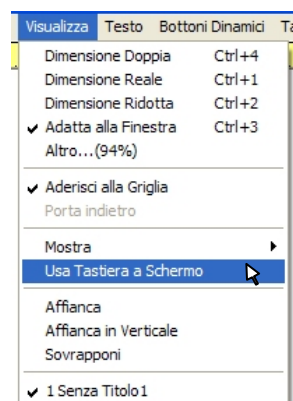 Visualizza Testo Bottoni Dinamici
Dimensione Doppia Ctrl+4
Dimensione Reale Ctrl+1
Dimensione Ridotta Ctrl+2
Adatta alla Finestra Ctrl+3
Altro...(94%)
Aderisci alla Griglia
Porta indietro
Mostra
Usa Tastiera a Schermo
Affianca
Affianca in Verticale
Sovrapponi
1 Senza Titolo1